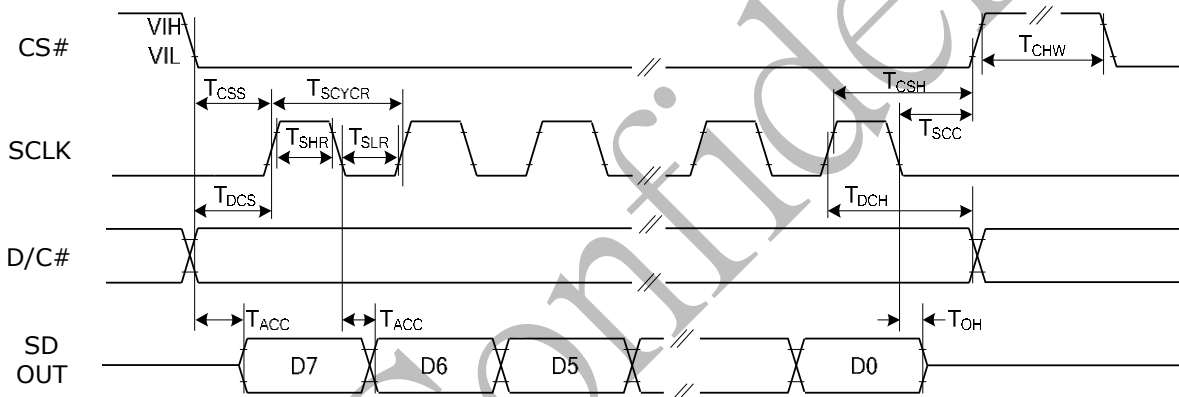 CS#
VIH
VIL
TCHW
TCSS
TSCYCR
TCSH
TSCC
SCLK
TSHR
TSLR
TDCS
TDCH
D/C#
TACC
TACC
TOH
SD
OUT
D7
D6
D5
D0